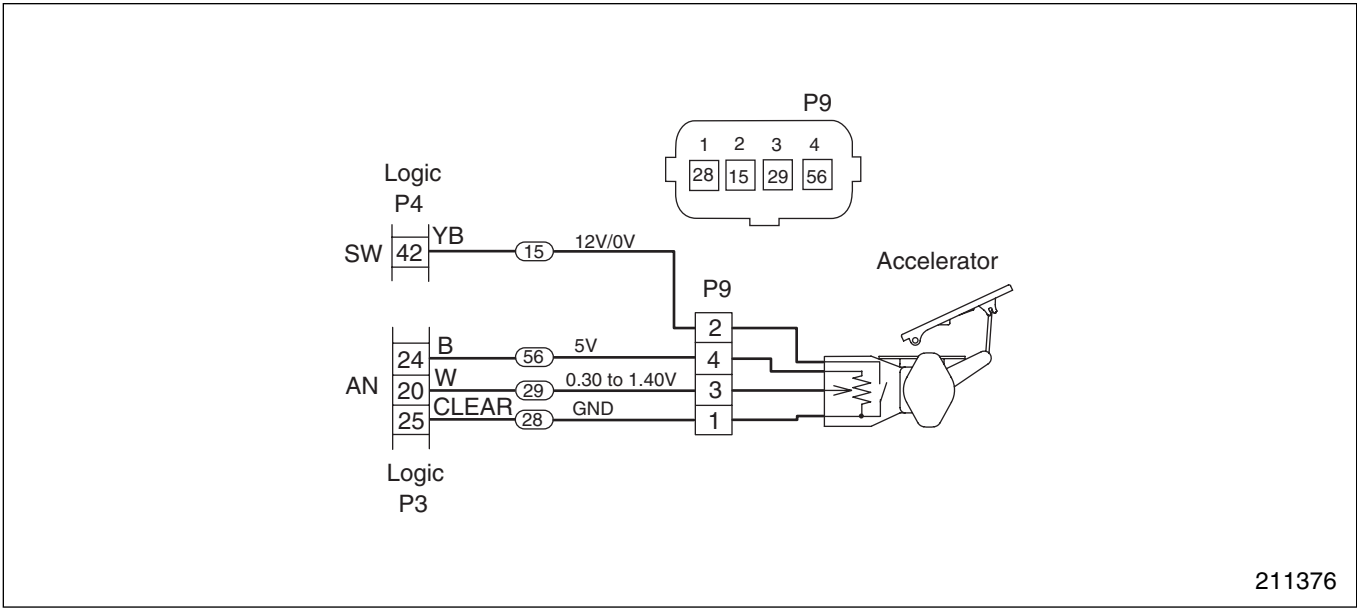 P9
1 2 3 4
28 15 29 56
Logic
P4
SW 42 YB 15 12V/0V
Accelerator
P9
2
24 B 56 5V 4
AN 20 W 29 0.30 to 1.40V 3
25 CLEAR 28 GND 1
Logic
P3
211376